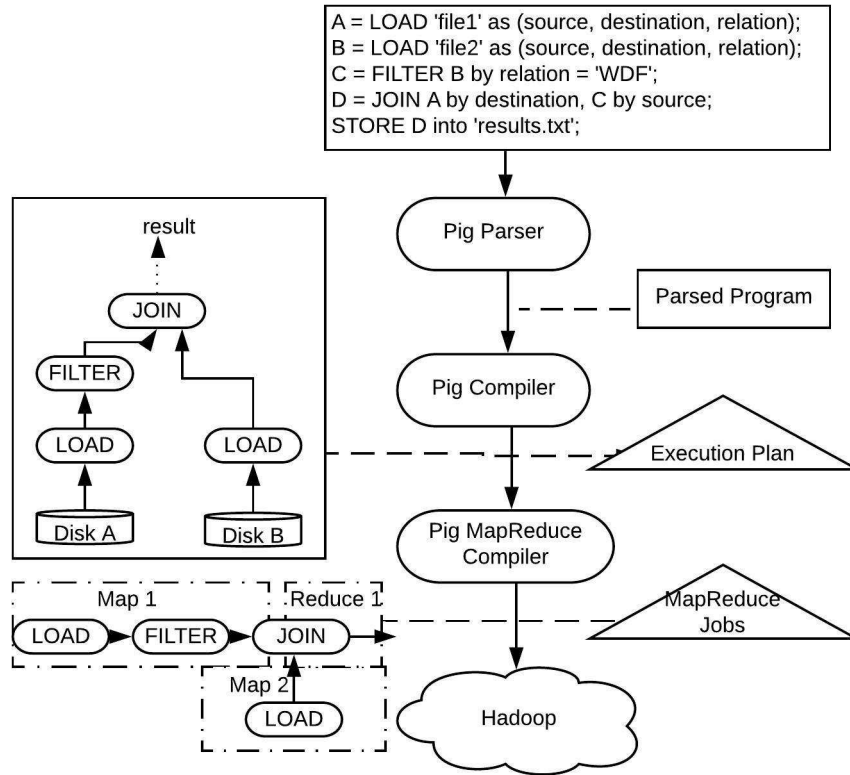 A = LOAD 'file1' as (source, destination, relation);
B = LOAD 'file2' as (source, destination, relation);
C = FILTER B by relation = 'WDF';
D = JOIN A by destination, C by source;
STORE D into 'results.txt';
Pig Parser
Parsed Program
Pig Compiler
Execution Plan
Pig MapReduce
Compiler
MapReduce
Jobs
Hadoop
result
JOIN
FILTER
LOAD
LOAD
Disk A
Disk B
Map 1
Reduce 1
LOAD
FILTER
JOIN
Map 2
LOAD